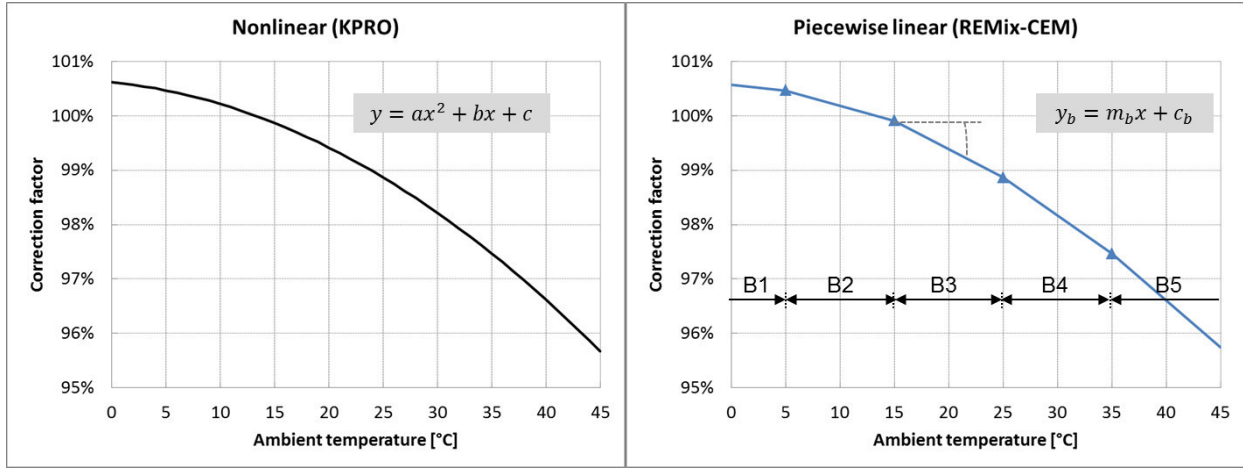 Nonlinear (KPRO)
101%
100%
99%
98%
97%
96%
95%
Correction factor
y = ax² + bx + c
0 5 10 15 20 25 30 35 40 45
Ambient temperature [°C]
Piecewise linear (REMix-CEM)
101%
100%
99%
98%
97%
96%
95%
Correction factor
y_b = m_b x + c_b
B1 B2 B3 B4 B5
0 5 10 15 20 25 30 35 40 45
Ambient temperature [°C]